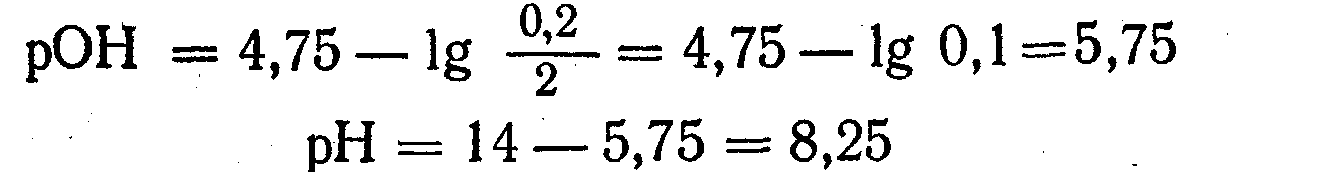 pOH = 4,75 — lg 0,2/2 = 4,75 — lg 0,1 = 5,75
pH = 14 — 5,75 = 8,25